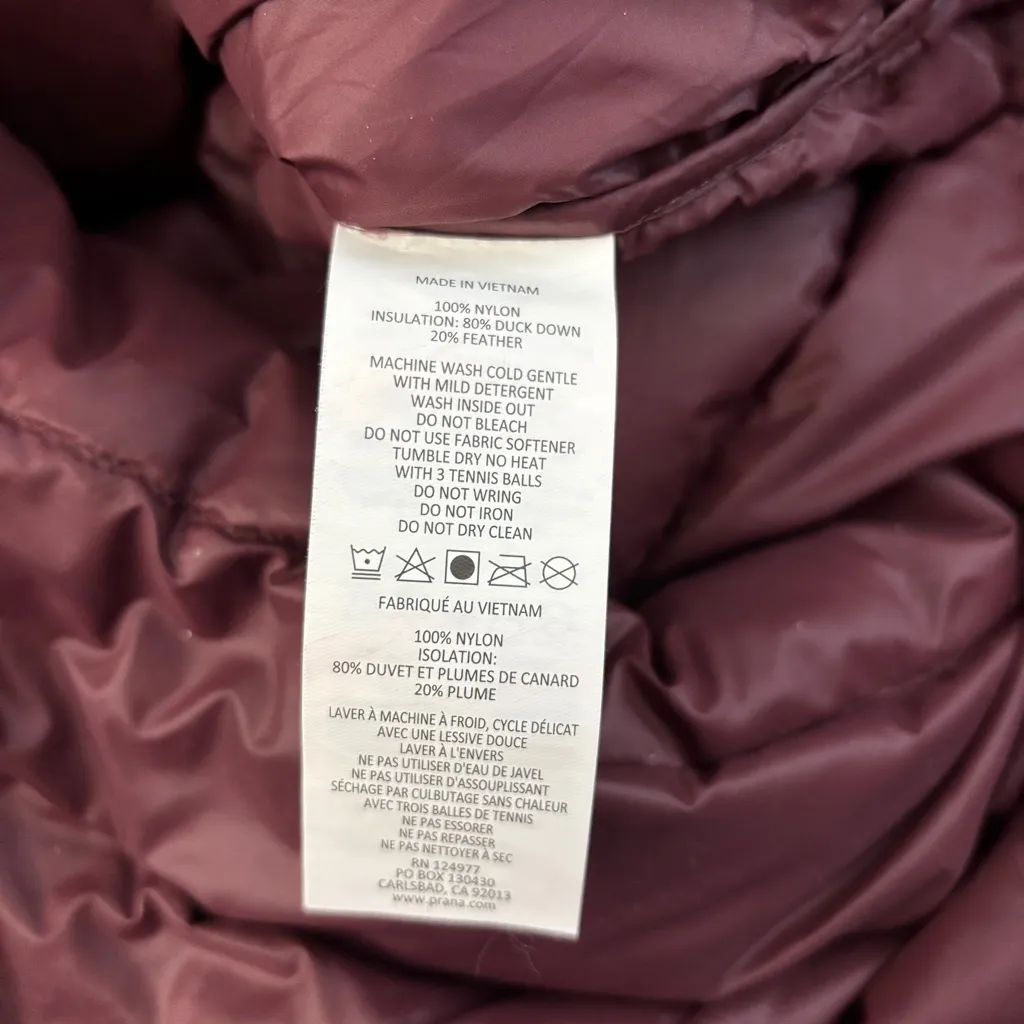 MADE IN VIETNAM
100% NYLON
INSULATION: 80% DUCK DOWN
20% FEATHER
MACHINE WASH COLD GENTLE
WITH MILD DETERGENT
WASH INSIDE OUT
DO NOT BLEACH
DO NOT USE FABRIC SOFTENER
TUMBLE DRY NO HEAT
WITH 3 TENNIS BALLS
DO NOT WRING
DO NOT IRON
DO NOT DRY CLEAN
FABRIQUÉ AU VIETNAM
100% NYLON
ISOLATION:
80% DUVET ET PLUMES DE CANARD
20% PLUME
LAVER À MACHINE À FROID, CYCLE DÉLICAT
AVEC UNE LESSIVE DOUCE
LAVER À L'ENVERS
NE PAS UTILISER D'EAU DE JAVEL
NE PAS UTILISER D'ASSOUPLISSANT
SÉCHAGE PAR CULBUTAGE SANS CHALEUR
AVEC TROIS BALLES DE TENNIS
NE PAS ESSORER
NE PAS REPASSER
NE PAS NETTOYER À SEC
RN 124977
PO BOX 130430
CARLSBAD, CA 92013
www.prana.com